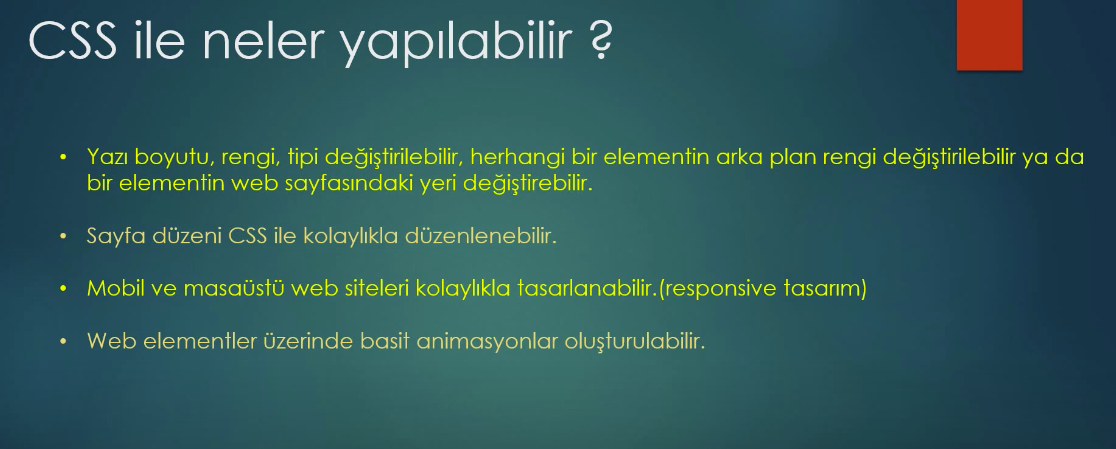 CSS ile neler yapılabilir ?
• Yazı boyutu, rengi, tipi değiştirilebilir, herhangi bir elementin arka plan rengi değiştirilebilir ya da
bir elementin web sayfasındaki yeri değiştirebilir.
• Sayfa düzeni CSS ile kolaylıkla düzenlenebilir.
• Mobil ve masaüstü web siteleri kolaylıkla tasarlanabilir.(responsive tasarım)
• Web elementler üzerinde basit animasyonlar oluşturulabilir.